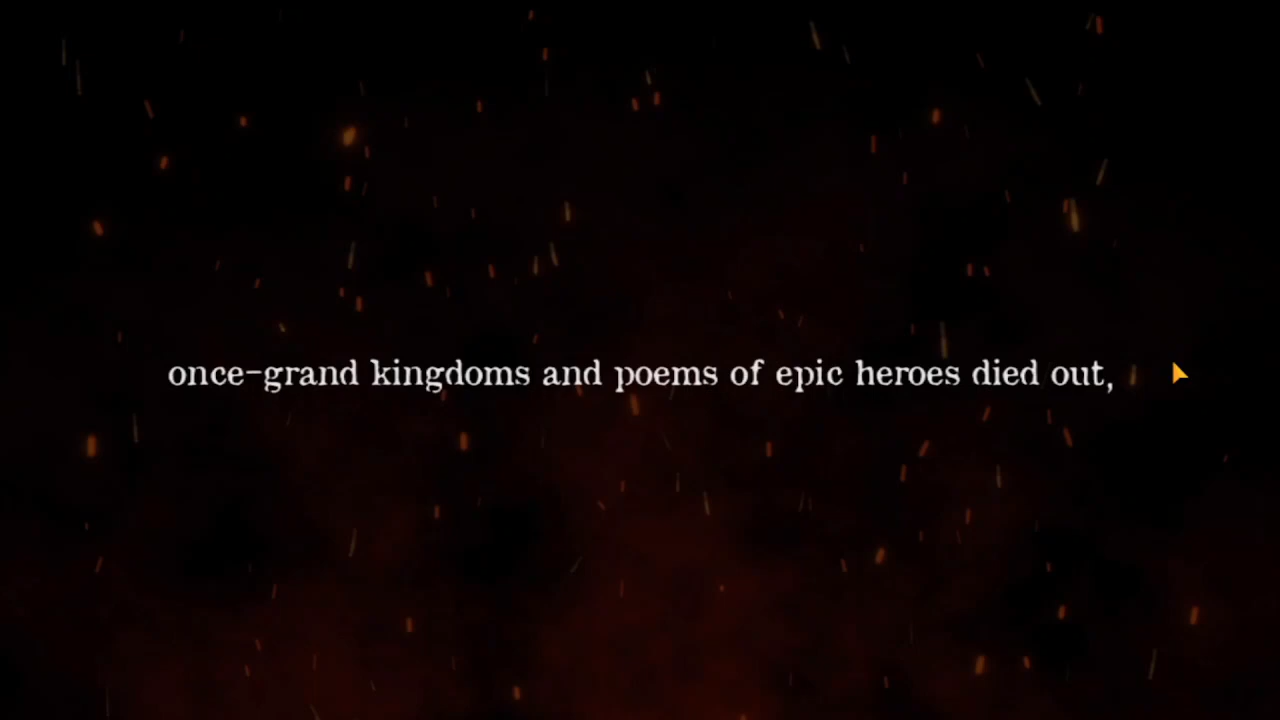 once-grand kingdoms and poems of epic heroes died out,